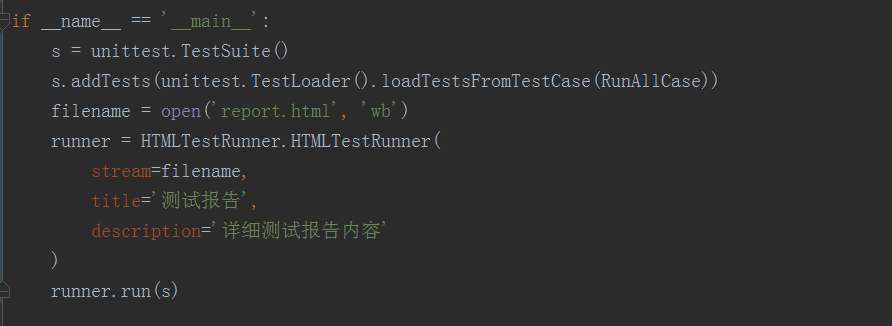 if __name__ == '__main__':
    s = unittest.TestSuite()
    s.addTests(unittest.TestLoader().loadTestsFromTestCase(RunAllCase))
    filename = open('report.html', 'wb')
    runner = HTMLTestRunner.HTMLTestRunner(
        stream=filename,
        title='测试报告',
        description='详细测试报告内容'
    )
    runner.run(s)